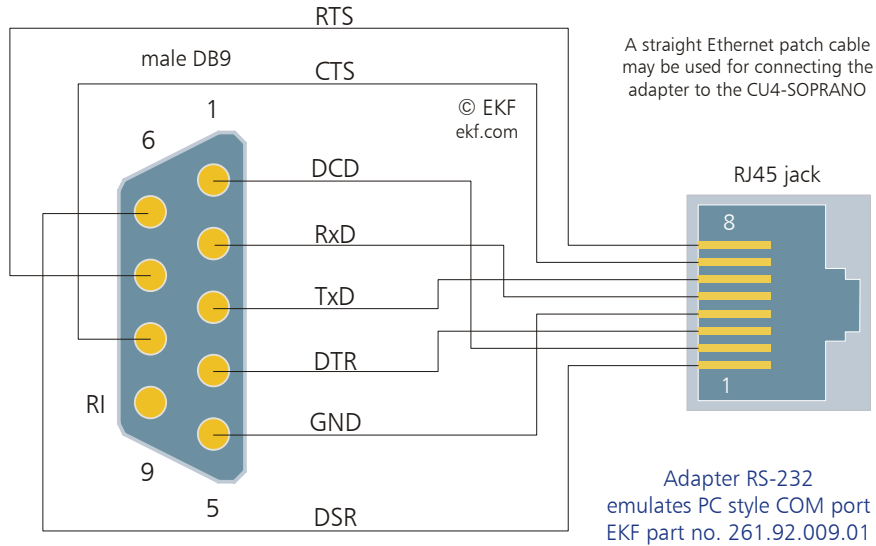 RTS
male DB9
CTS
A straight Ethernet patch cable
may be used for connecting the
adapter to the CU4-SOPRANO
© EKF
ekf.com
1
6
DCD
RJ45 jack
8
RxD
TxD
DTR
1
RI
GND
9
5
DSR
Adapter RS-232
emulates PC style COM port
EKF part no. 261.92.009.01